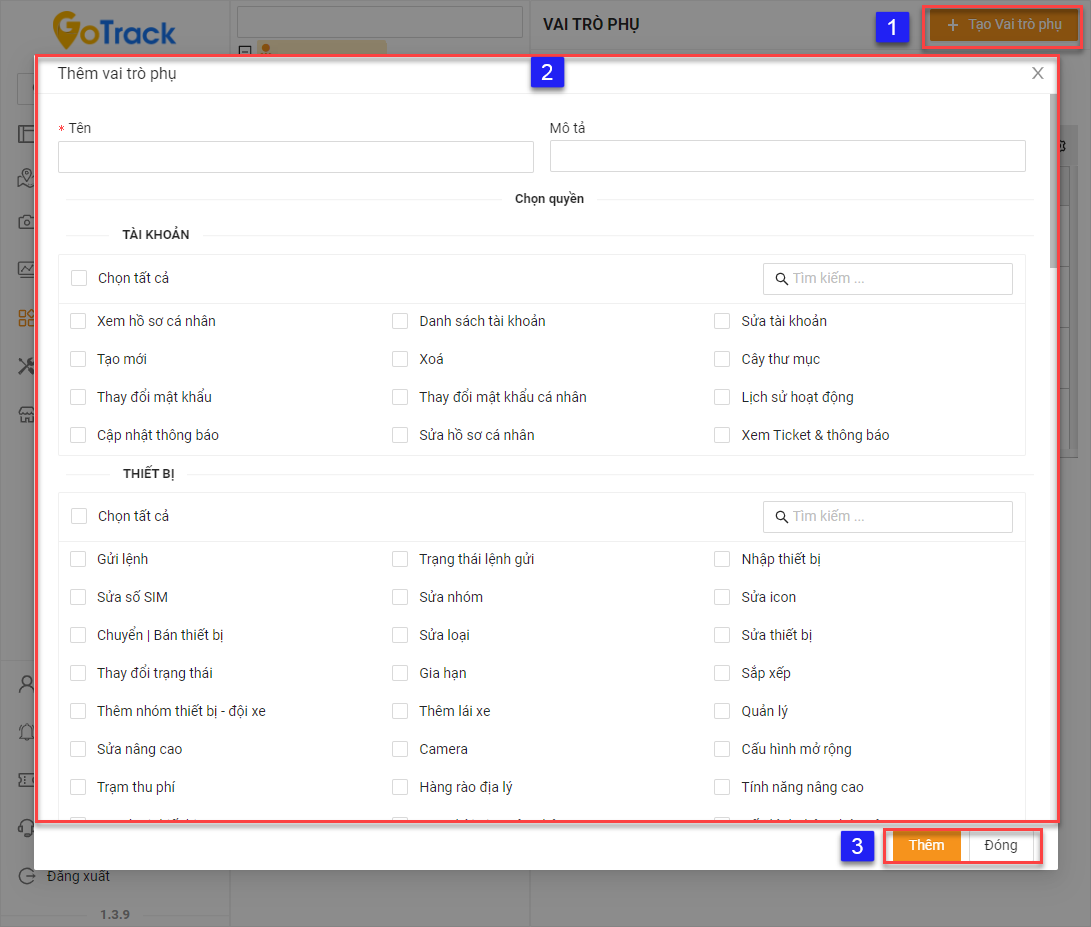 GoTrack
VAI TRÒ PHỤ
1
+ Tạo Vai trò phụ
Thêm vai trò phụ
2
X
* Tên
Mô tả
Chọn quyền
TÀI KHOẢN
Chọn tất cả
Tìm kiếm ...
Xem hồ sơ cá nhân
Danh sách tài khoản
Sửa tài khoản
Tạo mới
Xoá
Cây thư mục
Thay đổi mật khẩu
Thay đổi mật khẩu cá nhân
Lịch sử hoạt động
Cập nhật thông báo
Sửa hồ sơ cá nhân
Xem Ticket & thông báo
THIẾT BỊ
Chọn tất cả
Tìm kiếm ...
Gửi lệnh
Trạng thái lệnh gửi
Nhập thiết bị
Sửa số SIM
Sửa nhóm
Sửa icon
Chuyển | Bán thiết bị
Sửa loại
Sửa thiết bị
Thay đổi trạng thái
Gia hạn
Sắp xếp
Thêm nhóm thiết bị - đội xe
Thêm lái xe
Quản lý
Sửa nâng cao
Camera
Cấu hình mở rộng
Trạm thu phí
Hàng rào địa lý
Tính năng nâng cao
3
Thêm
Đóng
Đăng xuất
1.3.9